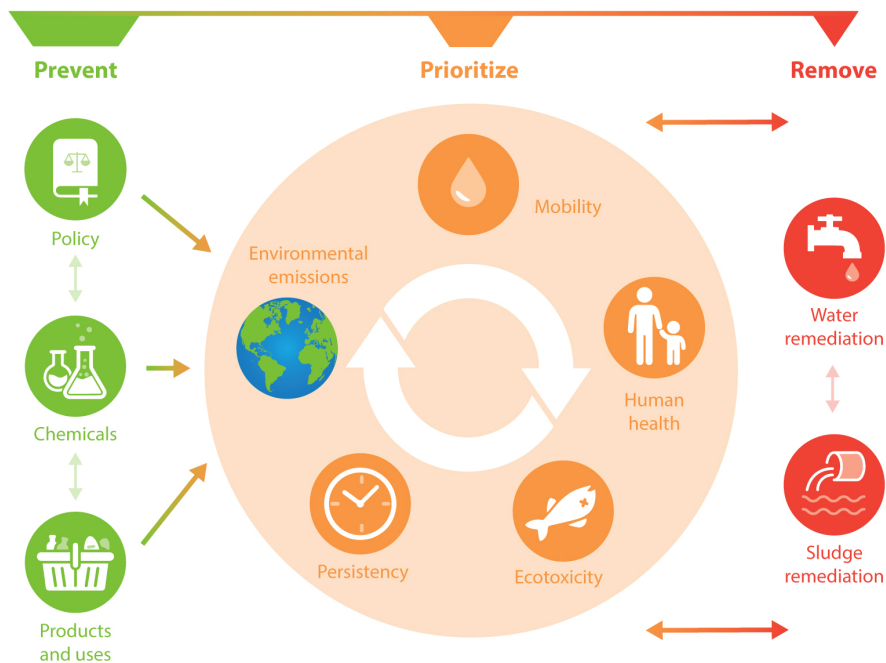 Prevent
Prioritize
Remove
Policy
Chemicals
Products
and uses
Mobility
Environmental
emissions
Human
health
Persistency
Ecotoxicity
Water
remediation
Sludge
remediation